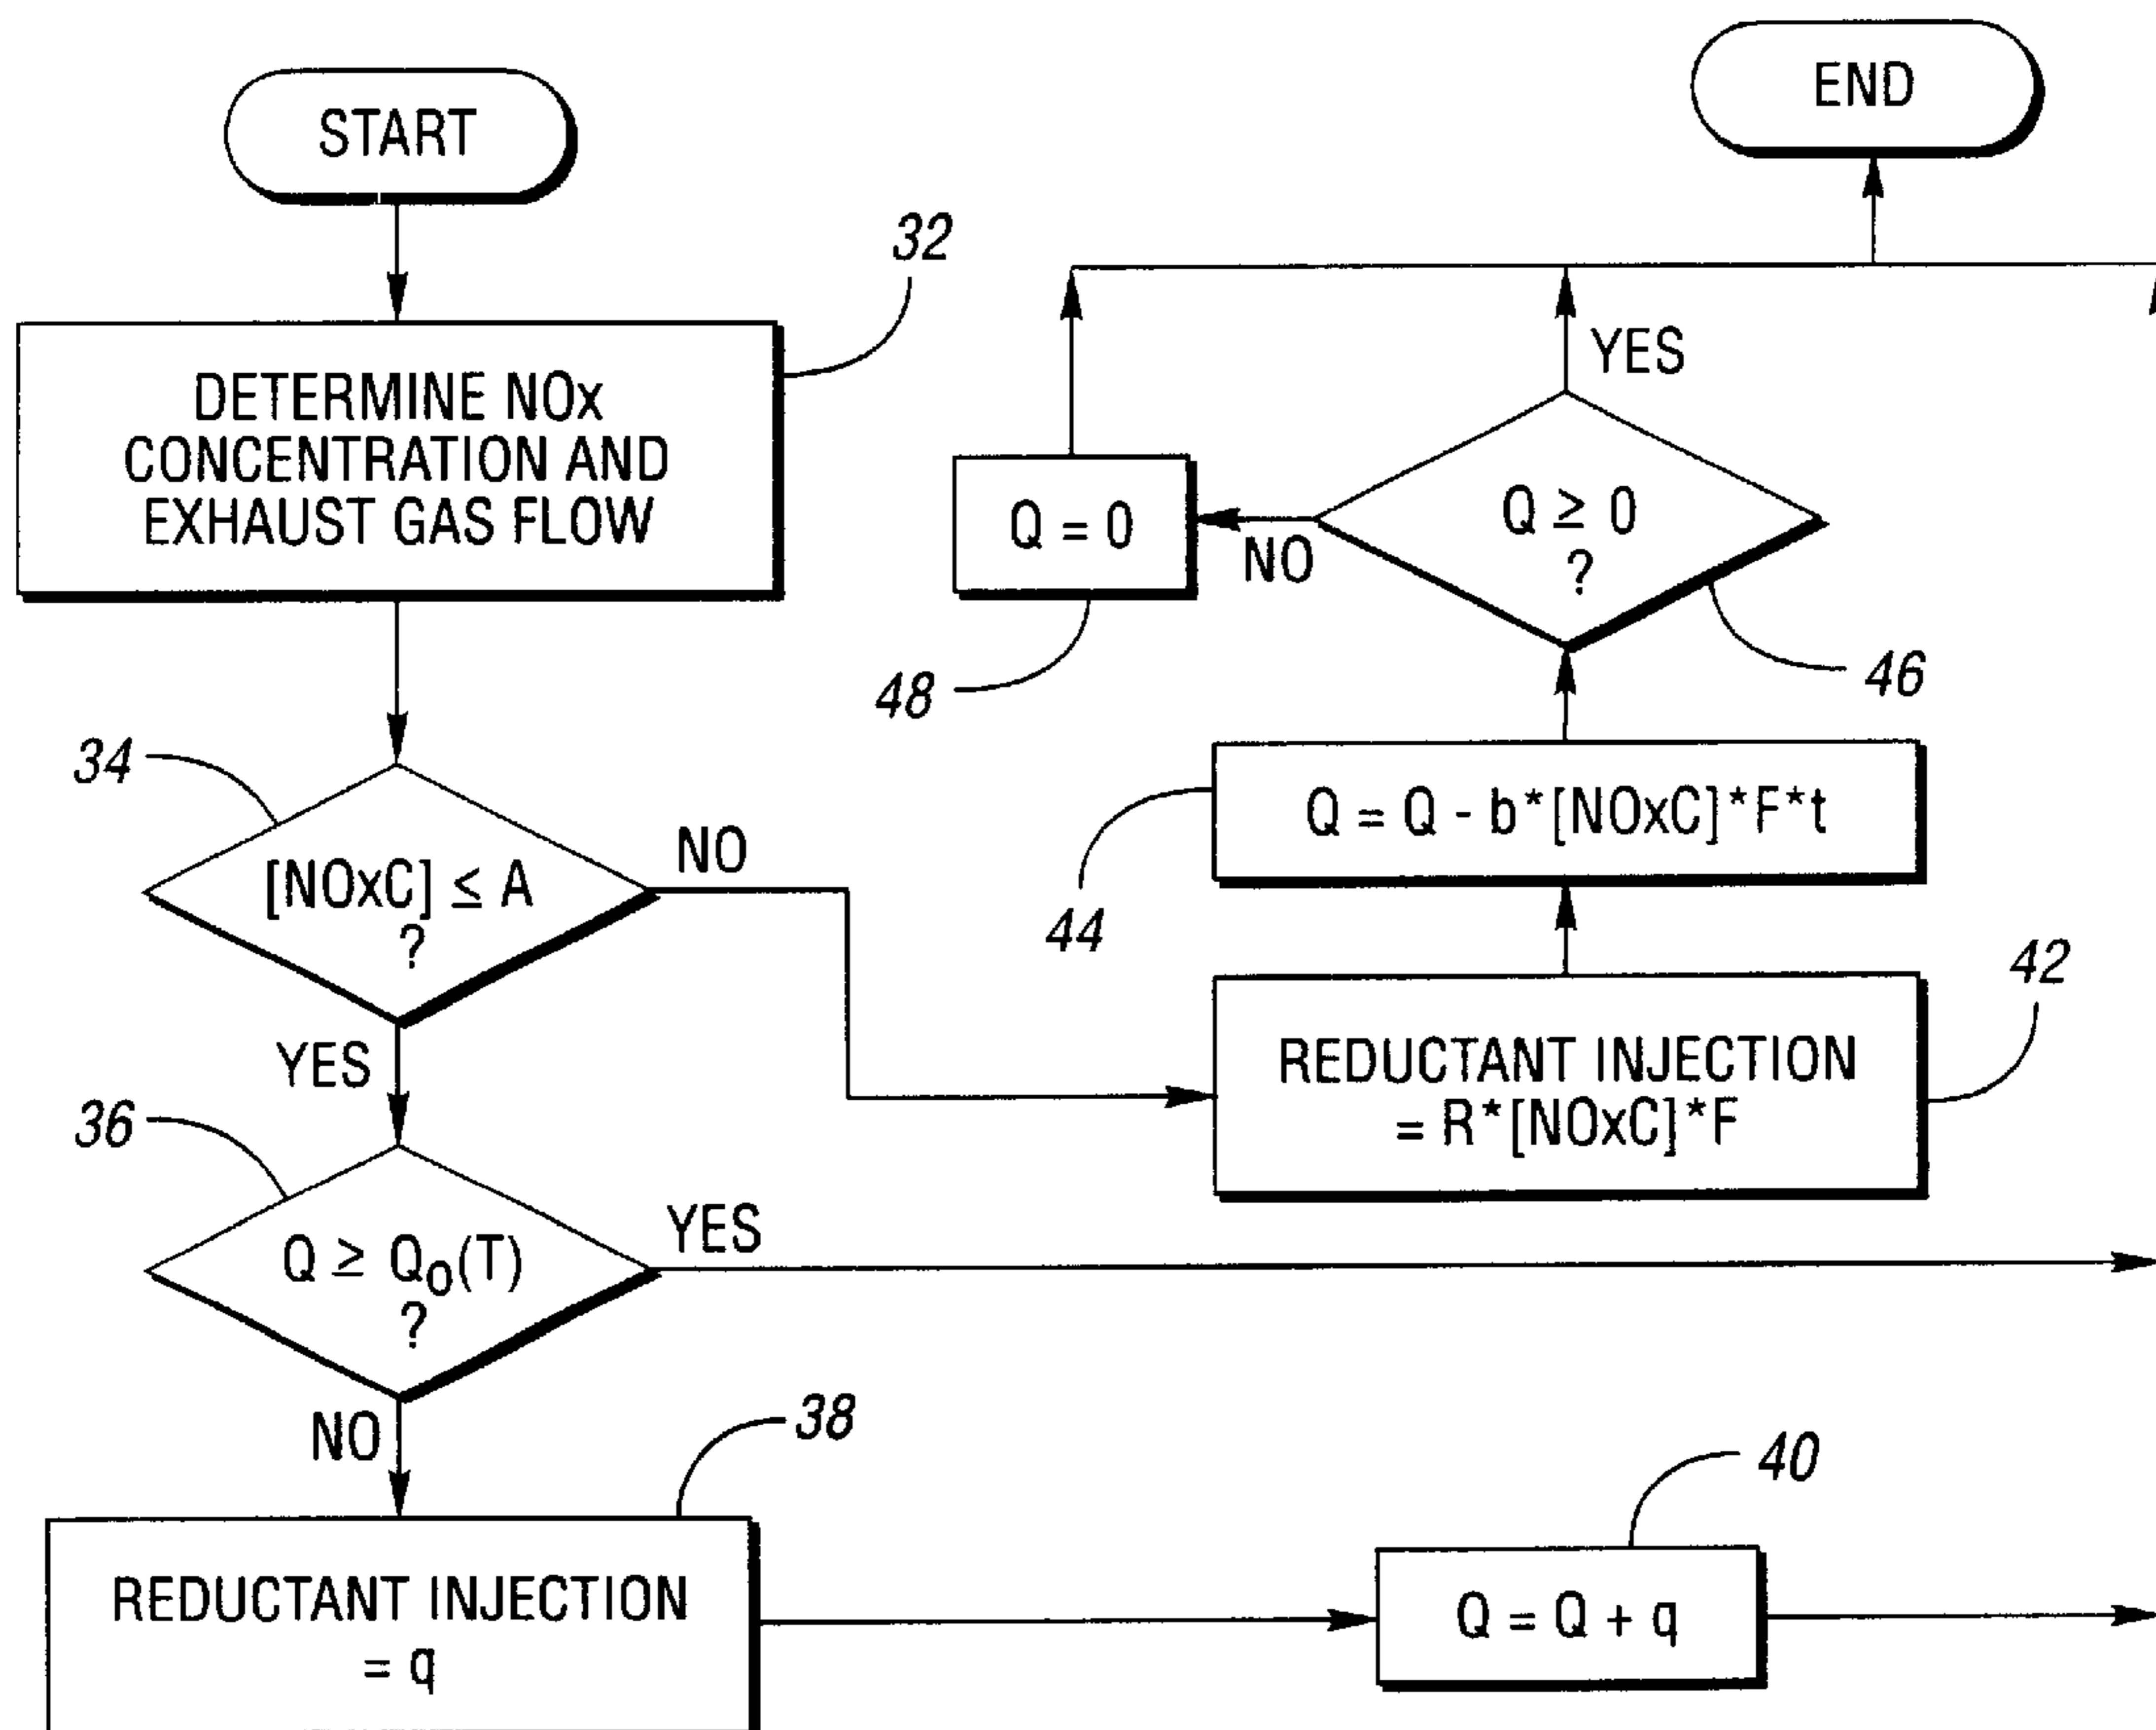 START
32
DETERMINE NOx
CONCENTRATION AND
EXHAUST GAS FLOW
34
[NOxC] ≤ A
?
NO
YES
36
Q ≥ Q₀(T)
?
YES
NO
38
REDUCTANT INJECTION
= q
40
Q = Q + q
42
REDUCTANT INJECTION
= R*[NOxC]*F
44
Q = Q - b*[NOxC]*F*t
46
Q ≥ 0
?
YES
NO
48
Q = 0
END